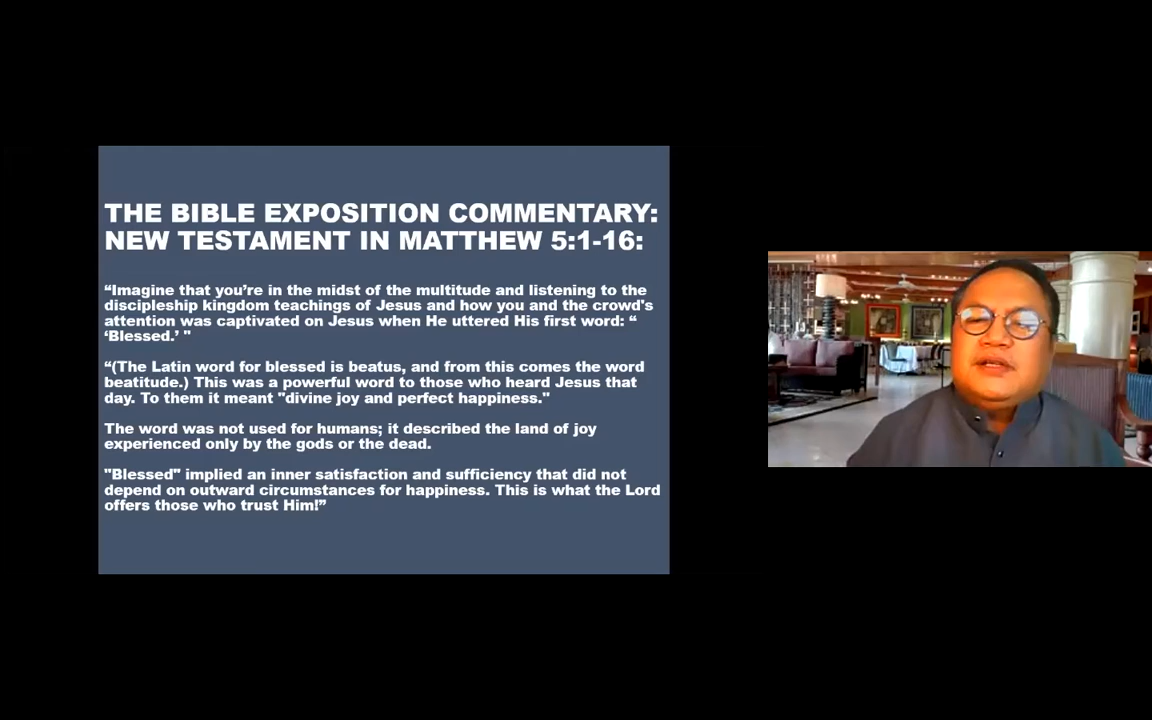 THE BIBLE EXPOSITION COMMENTARY:
NEW TESTAMENT IN MATTHEW 5:1-16:
“Imagine that you’re in the midst of the multitude and listening to the
discipleship kingdom teachings of Jesus and how you and the crowd's
attention was captivated on Jesus when He uttered His first word: “
‘Blessed.’ "
“(The Latin word for blessed is beatus, and from this comes the word
beatitude.) This was a powerful word to those who heard Jesus that
day. To them it meant "divine joy and perfect happiness."
The word was not used for humans; it described the land of joy
experienced only by the gods or the dead.
"Blessed" implied an inner satisfaction and sufficiency that did not
depend on outward circumstances for happiness. This is what the Lord
offers those who trust Him!”